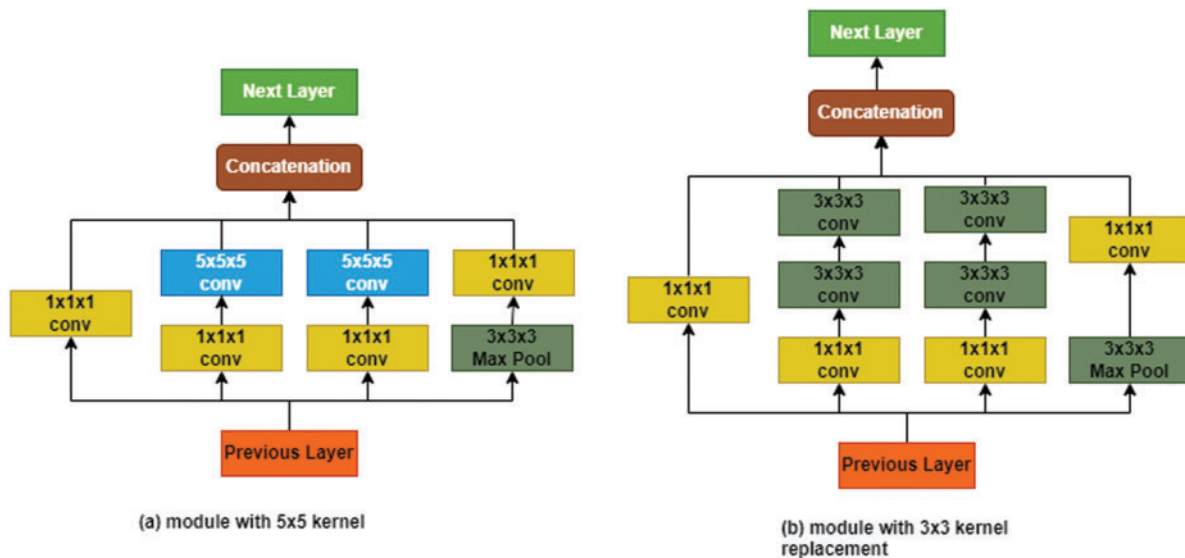 Next Layer
Concatenation
5x5x5
conv
5x5x5
conv
1x1x1
conv
1x1x1
conv
1x1x1
conv
1x1x1
conv
3x3x3
Max Pool
Previous Layer
(a) module with 5x5 kernel
Next Layer
Concatenation
3x3x3
conv
3x3x3
conv
1x1x1
conv
1x1x1
conv
3x3x3
conv
3x3x3
conv
1x1x1
conv
1x1x1
conv
3x3x3
Max Pool
Previous Layer
(b) module with 3x3 kernel
replacement